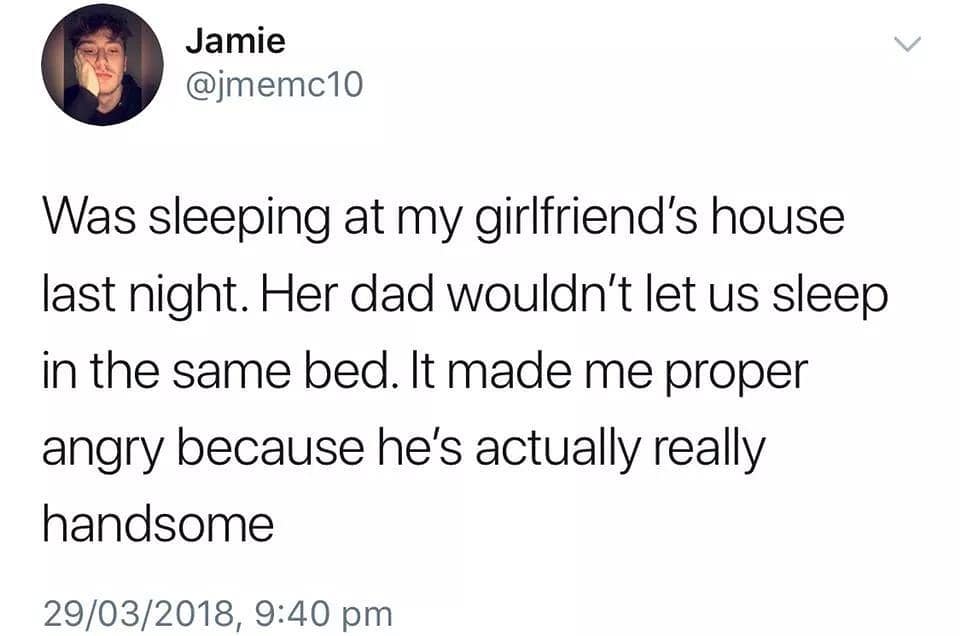 Jamie
@jmemc10
Was sleeping at my girlfriend's house
last night. Her dad wouldn't let us sleep
in the same bed. It made me proper
angry because he's actually really
handsome
29/03/2018, 9:40 pm